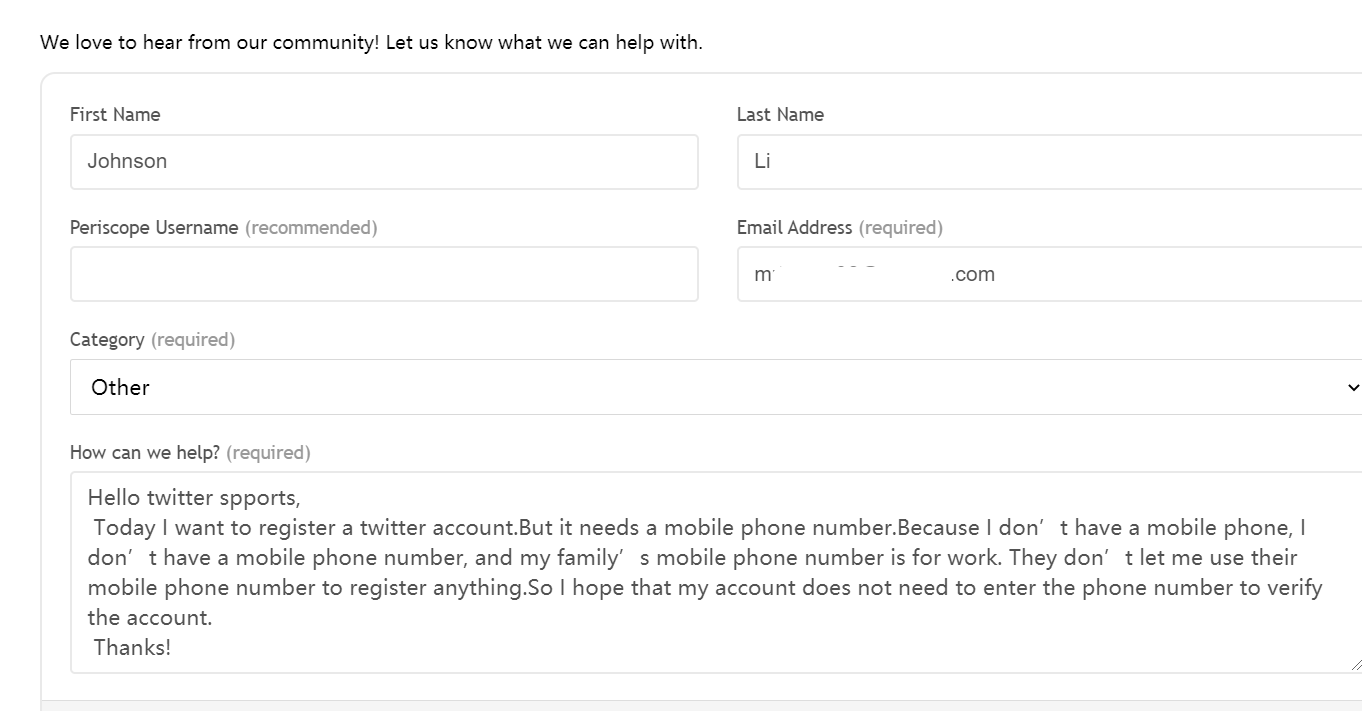 We love to hear from our community! Let us know what we can help with.
First Name
Last Name
Johnson
Li
Periscope Username (recommended)
Email Address (required)
m
.com
Category (required)
Other
How can we help? (required)
Hello twitter spports,
Today I want to register a twitter account.But it needs a mobile phone number.Because I don’t have a mobile phone, I
don’t have a mobile phone number, and my family’s mobile phone number is for work. They don’t let me use their
mobile phone number to register anything.So I hope that my account does not need to enter the phone number to verify
the account.
Thanks!